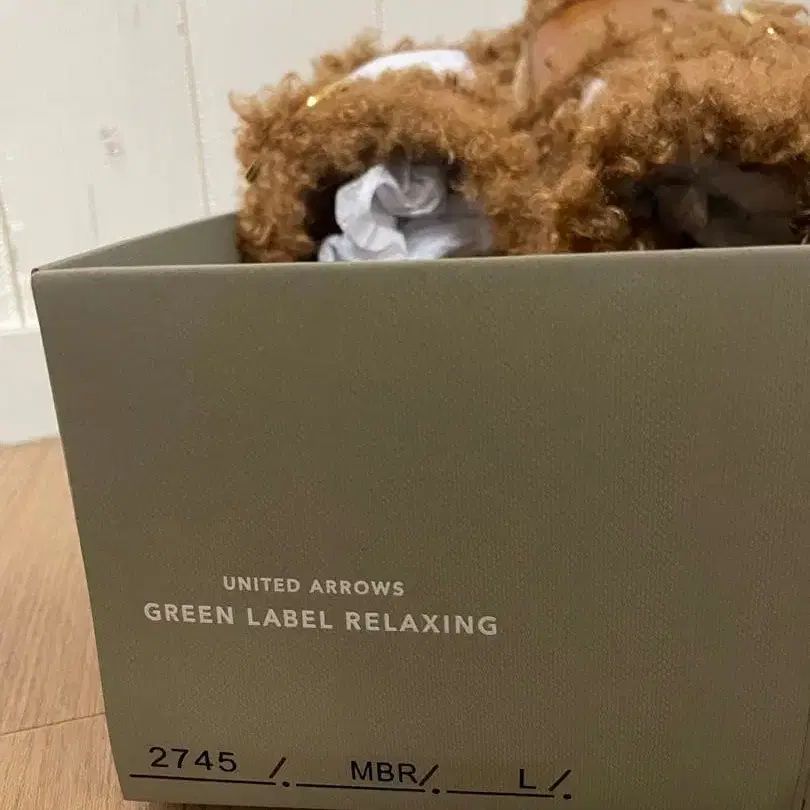 UNITED ARROWS
GREEN LABEL RELAXING
2745 /. MBR/. L/.